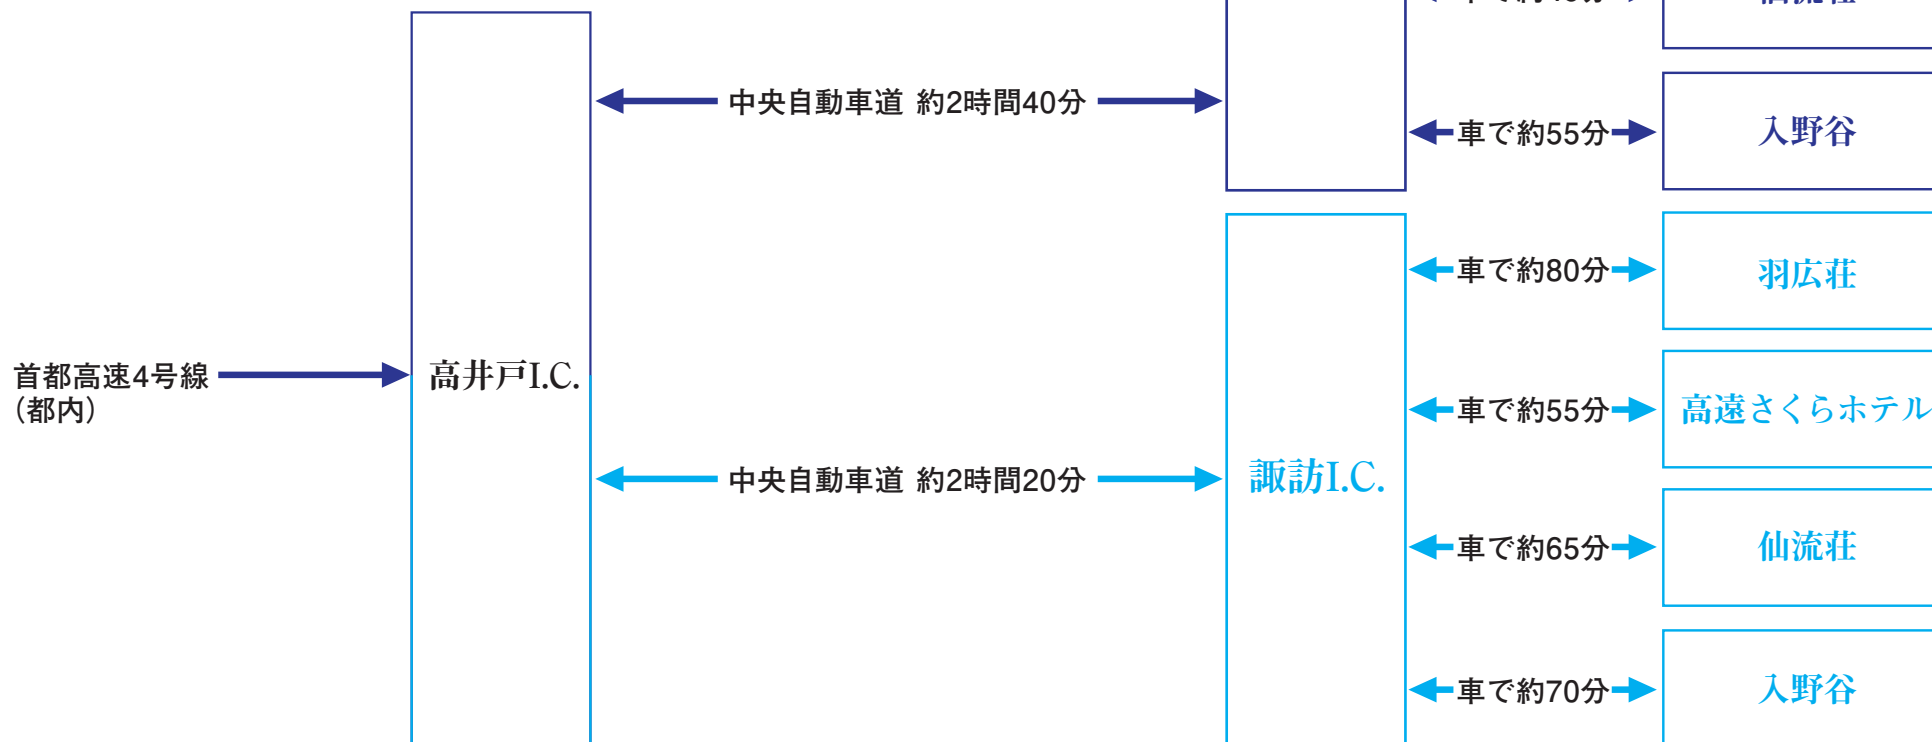 中央自動車道 約2時間40分
車で約55分
入野谷
車で約80分
羽広荘
首都高速4号線
（都内）
高井戸I.C.
車で約55分
高遠さくらホテル
中央自動車道 約2時間20分
諏訪I.C.
車で約65分
仙流荘
車で約70分
入野谷